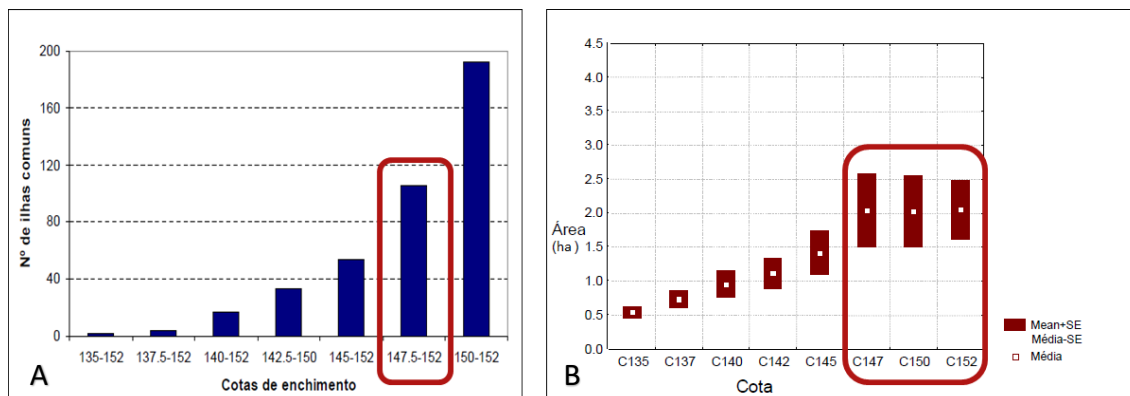 200
160
120
80
40
0
Nº de ilhas comuns
135-152 137.5-152 140-152 142.5-150 145-152 147.5-152 150-152
Cotas de enchimento
A
4.5
4.0
3.5
3.0
2.5
2.0
1.5
1.0
0.5
0.0
Área
(ha)
C135 C137 C140 C142 C145 C147 C150 C152
Cota
B
Mean+SE
Média-SE
Média